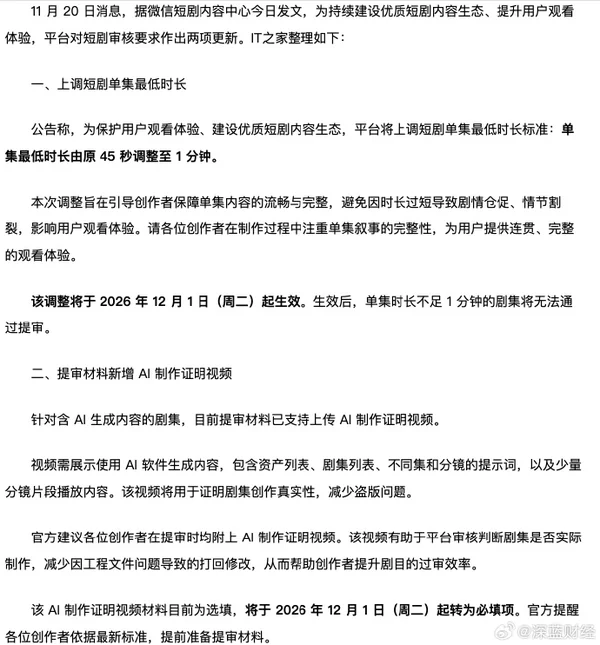 11 月 20 日消息，据微信短剧内容中心今日发文，为持续建设优质短剧内容生态、提升用户观看
体验，平台对短剧审核要求作出两项更新。IT之家整理如下：
一、上调短剧单集最低时长
公告称，为保护用户观看体验、建设优质短剧内容生态，平台将上调短剧单集最低时长标准：单
集最低时长由原 45 秒调整至 1 分钟。
本次调整旨在引导创作者保障单集内容的流畅与完整，避免因时长过短导致剧情仓促、情节割
裂，影响用户观看体验。请各位创作者在制作过程中注重单集叙事的完整性，为用户提供连贯、完整
的观看体验。
该调整将于 2026 年 12 月 1 日（周二）起生效。生效后，单集时长不足 1 分钟的剧集将无法通
过提审。
二、提审材料新增 AI 制作证明视频
针对含 AI 生成内容的剧集，目前提审材料已支持上传 AI 制作证明视频。
视频需展示使用 AI 软件生成内容，包含资产列表、剧集列表、不同集和分镜的提示词，以及少量
分镜片段播放内容。该视频将用于证明剧集创作真实性，减少盗版问题。
官方建议各位创作者在提审时均附上 AI 制作证明视频。该视频有助于平台审核判断剧集是否实际
制作，减少因工程文件问题导致的打回修改，从而帮助创作者提升剧目的过审效率。
该 AI 制作证明视频材料目前为选填，将于 2026 年 12 月 1 日（周二）起转为必填项。官方提醒
各位创作者依据最新标准，提前准备提审材料。
@深蓝财经